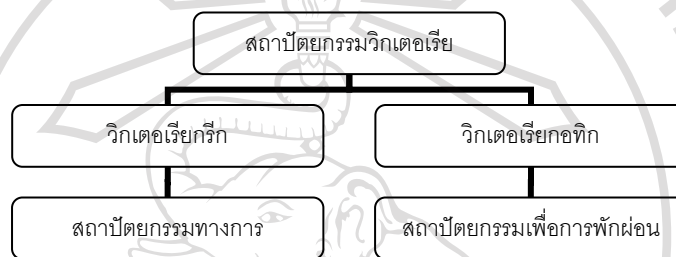 สถาปัตยกรรมวิกเตอเรีย
วิกเตอเรียกรีก
วิกเตอเรียกอทิก
สถาปัตยกรรมทางการ
สถาปัตยกรรมเพื่อการพักผ่อน